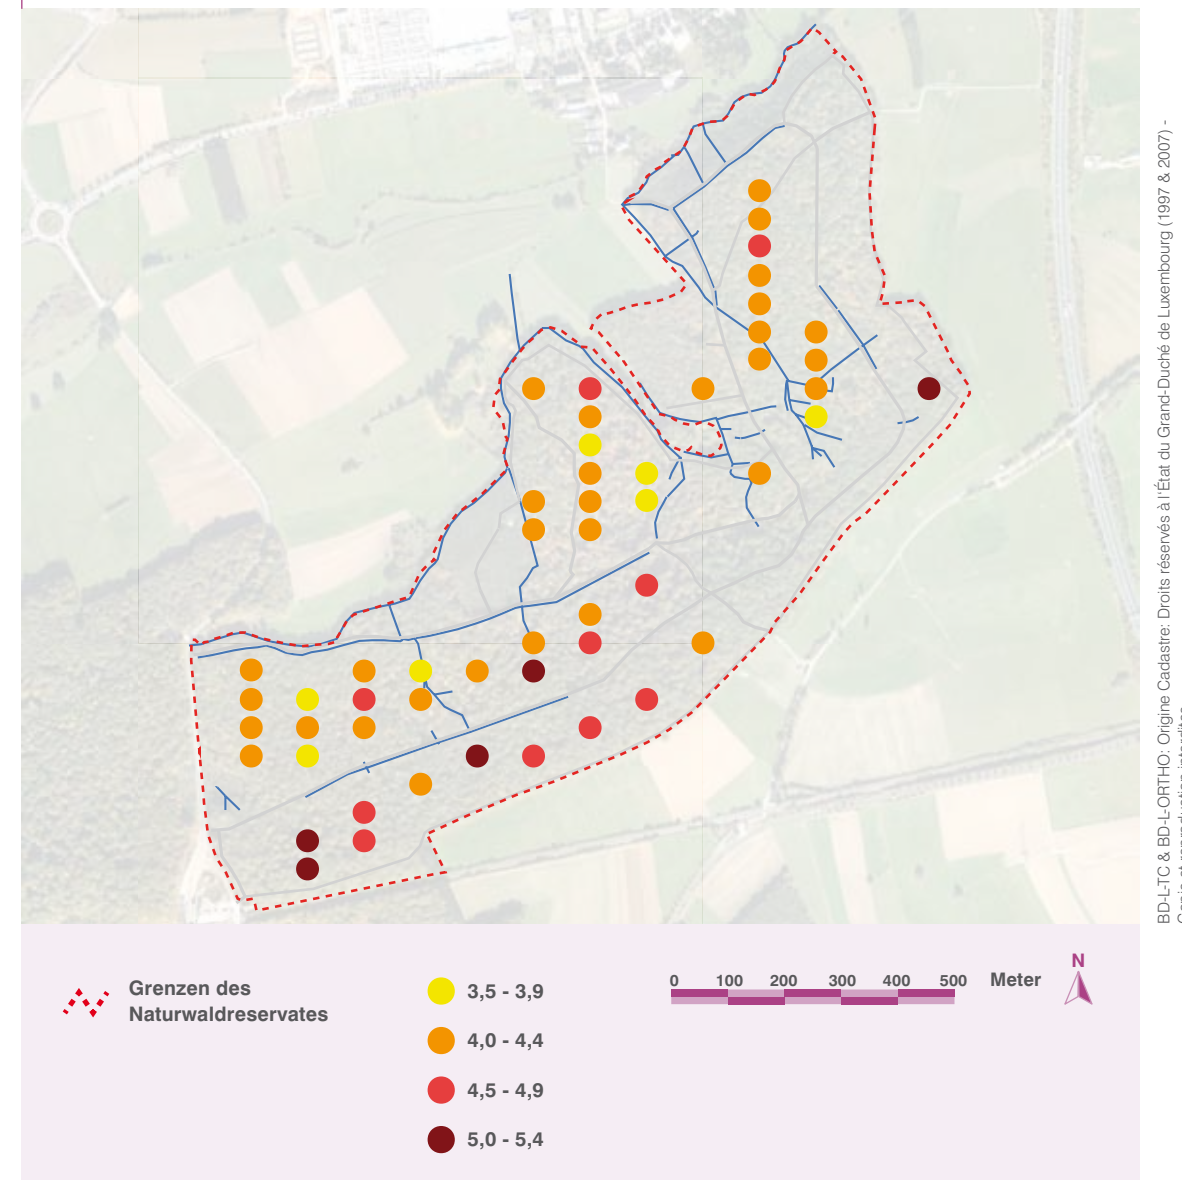 BD-L-TC & BD-L-ORTHO: Origine Cadastre: Droits réservés à l'État du Grand-Duché de Luxembourg (1997 & 2007) -
Grenzen des
Naturwaldreservates
3,5 - 3,9
4,0 - 4,4
4,5 - 4,9
5,0 - 5,4
0 100 200 300 400 500 Meter
N